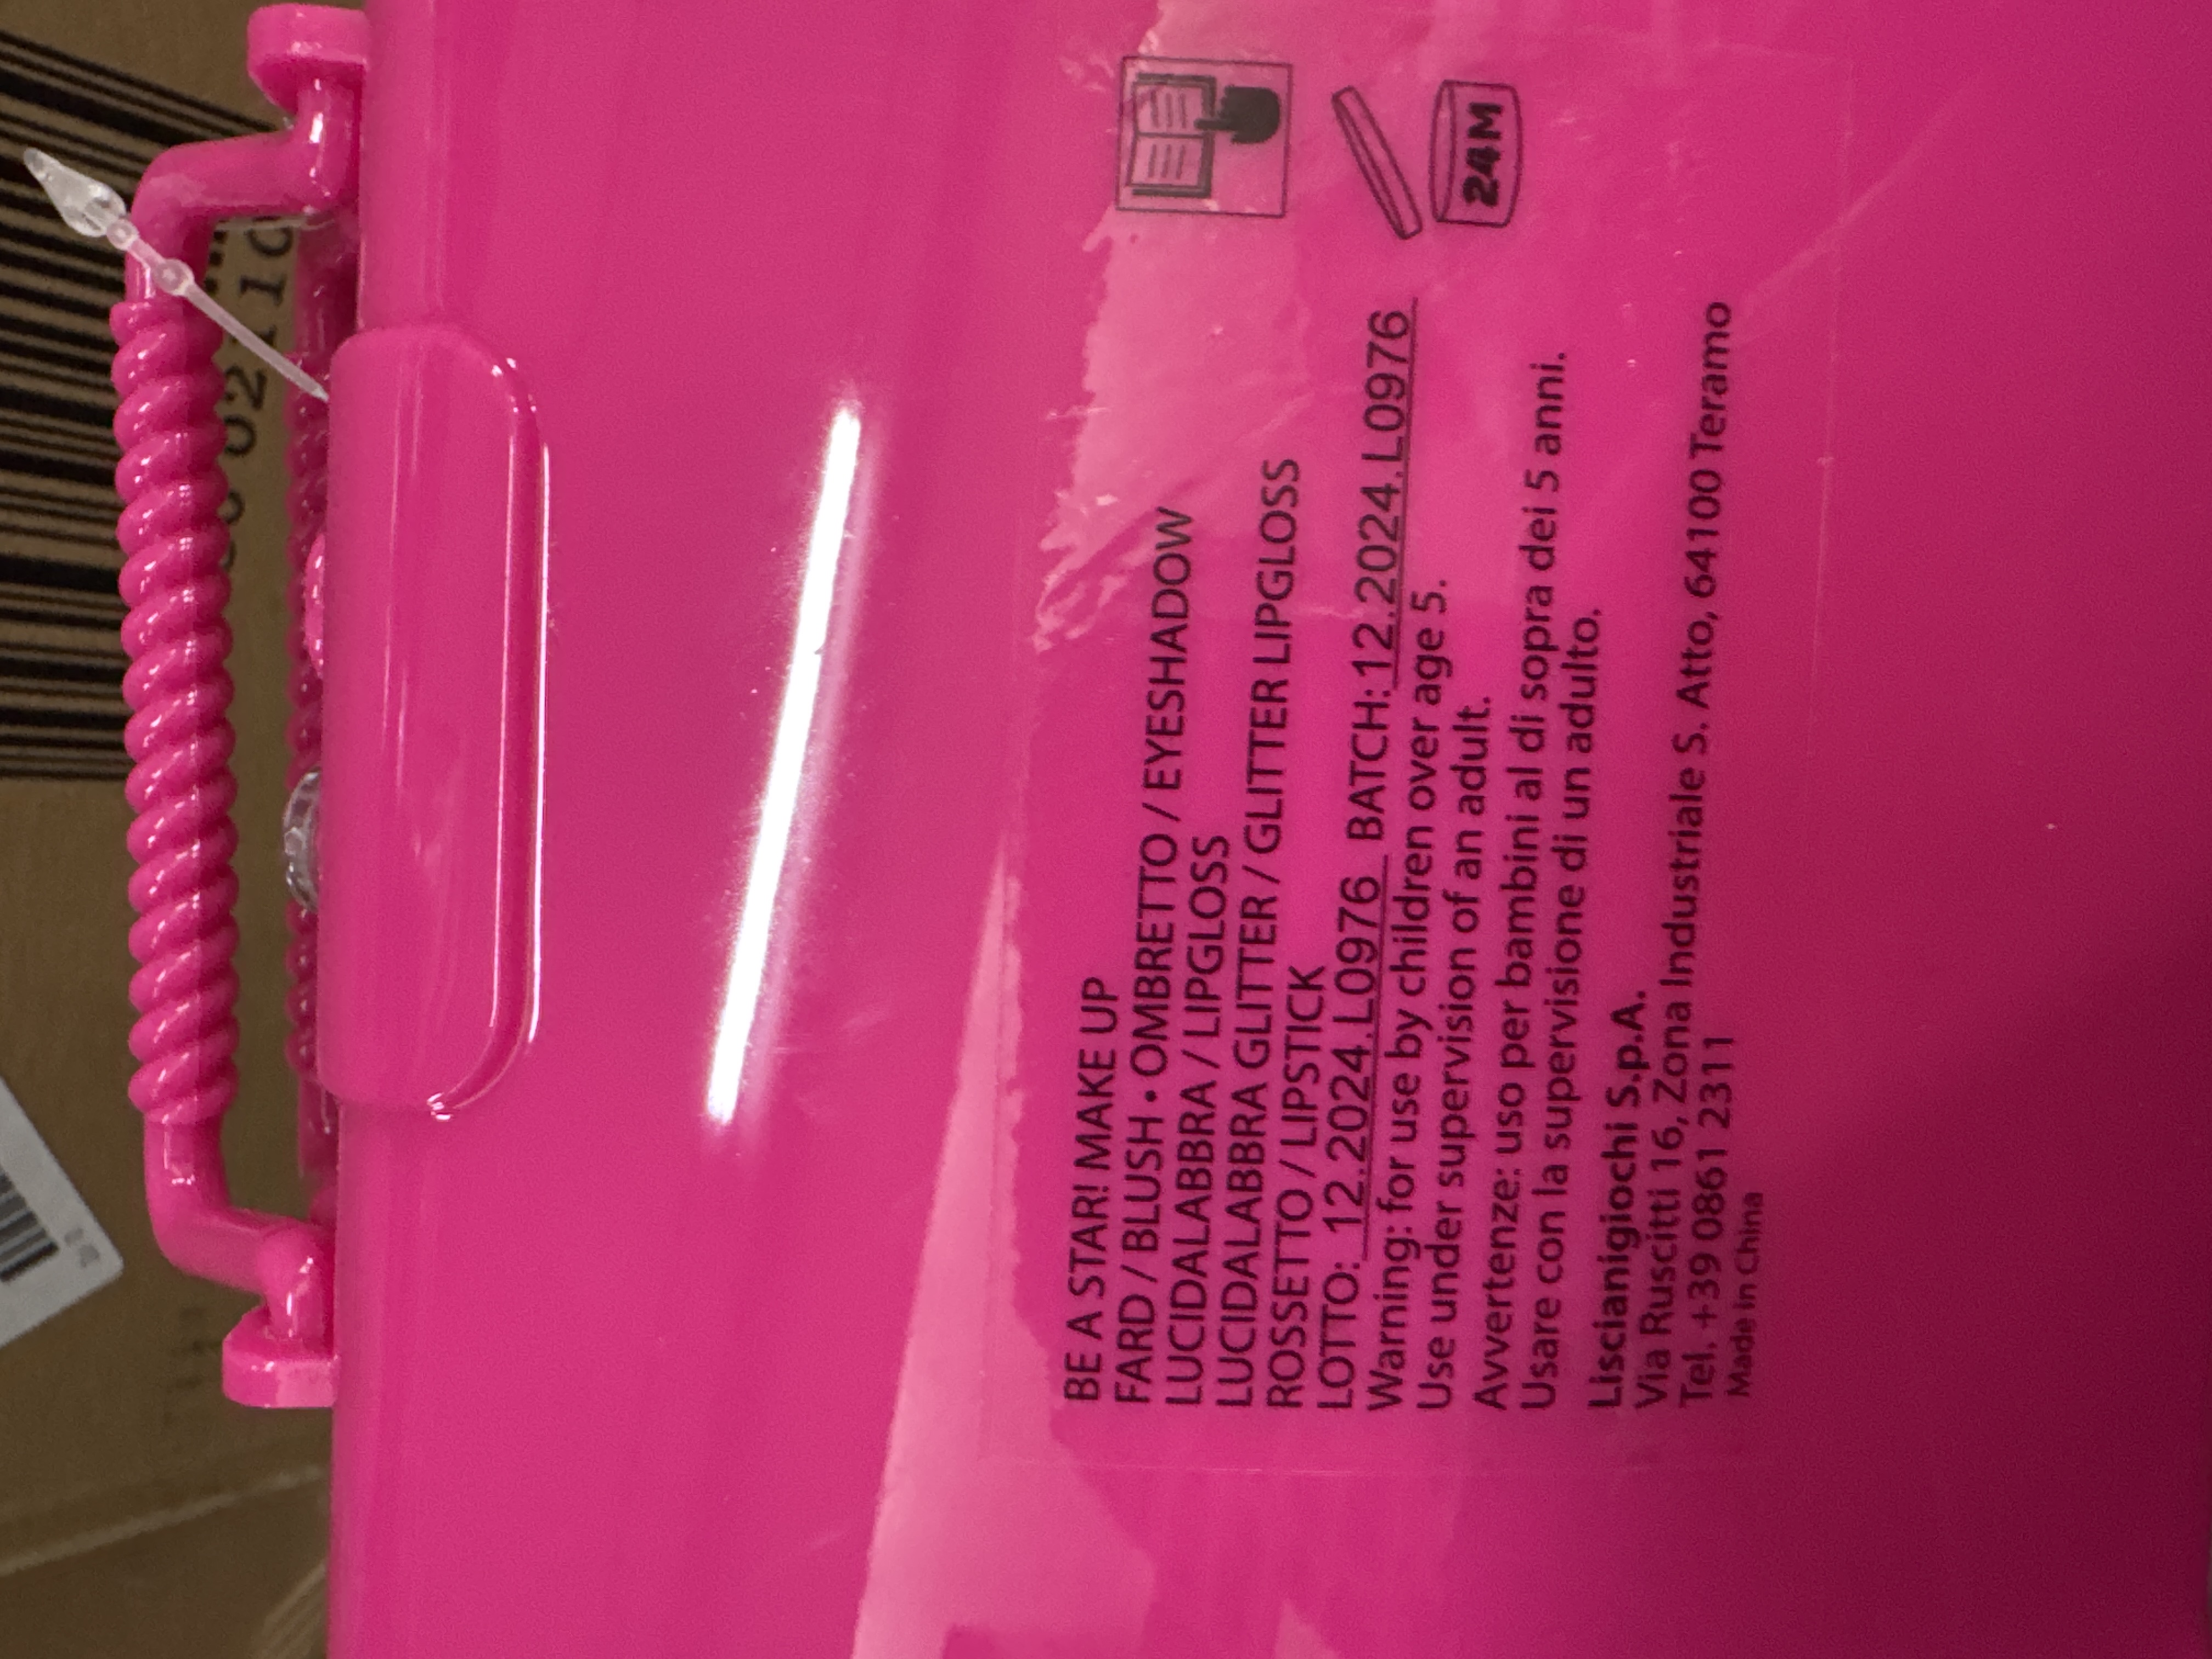 BE A STAR! MAKE UP
FARD / BLUSH • OMBRETTO / EYESHADOW
LUCIDALABBRA / LIPGLOSS
LUCIDALABBRA GLITTER / GLITTER LIPGLOSS
ROSSETTO / LIPSTICK
LOTTO: 12.2024.L0976 BATCH: 12.2024.L0976
Warning: for use by children over age 5.
Use under supervision of an adult.
Avvertenze: uso per bambini al di sopra dei 5 anni.
Usare con la supervisione di un adulto.
Liscianigiochi S.p.A.
Via Ruscitti 16, Zona Industriale S. Atto, 64100 Teramo
Tel. +39 0861 2311
Made in China
24M